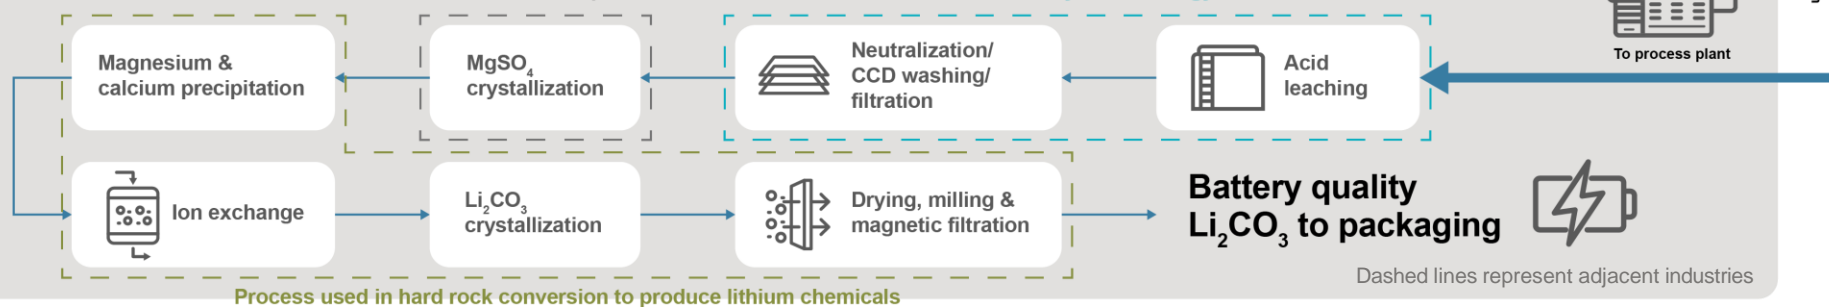 To process plant
Magnesium &
calcium precipitation
MgSO₄
crystallization
Neutralization/
CCD washing/
filtration
Acid
leaching
Ion exchange
Li₂CO₃
crystallization
Drying, milling &
magnetic filtration
Battery quality
Li₂CO₃ to packaging
Dashed lines represent adjacent industries
Process used in hard rock conversion to produce lithium chemicals